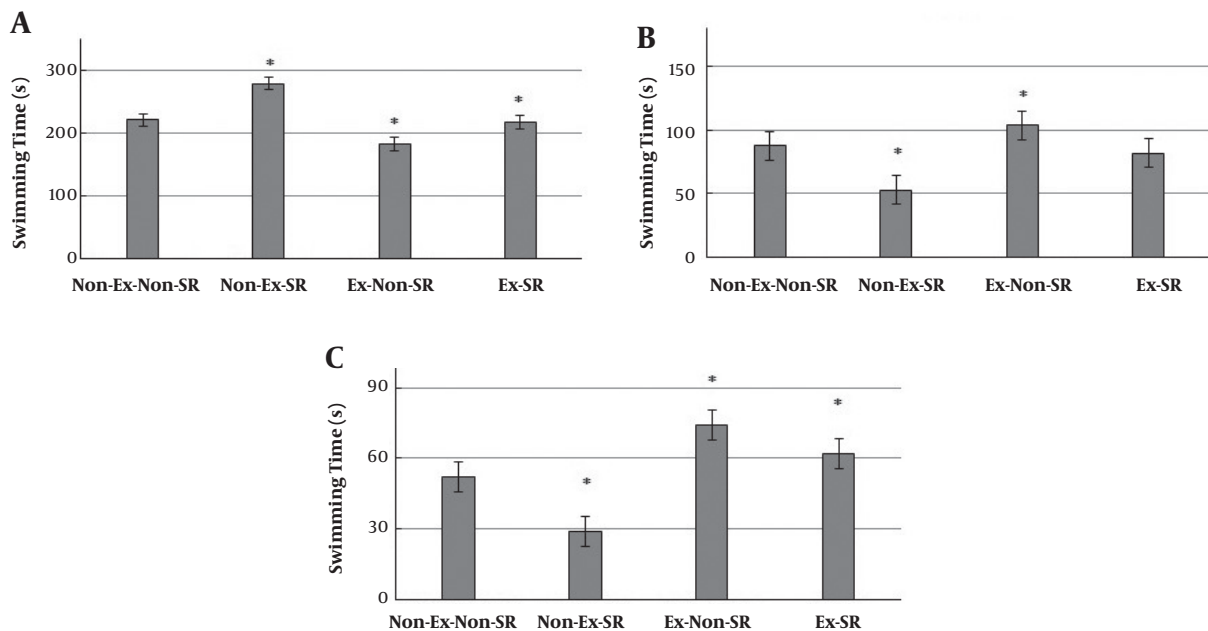 A
Swimming Time (s)
300
200
100
0
*
*
*
Non-Ex-Non-SR Non-Ex-SR Ex-Non-SR Ex-SR
B
Swimming Time (s)
150
100
50
0
*
*
Non-Ex-Non-SR Non-Ex-SR Ex-Non-SR Ex-SR
C
Swimming Time (s)
90
60
30
0
*
*
*
Non-Ex-Non-SR Non-Ex-SR Ex-Non-SR Ex-SR